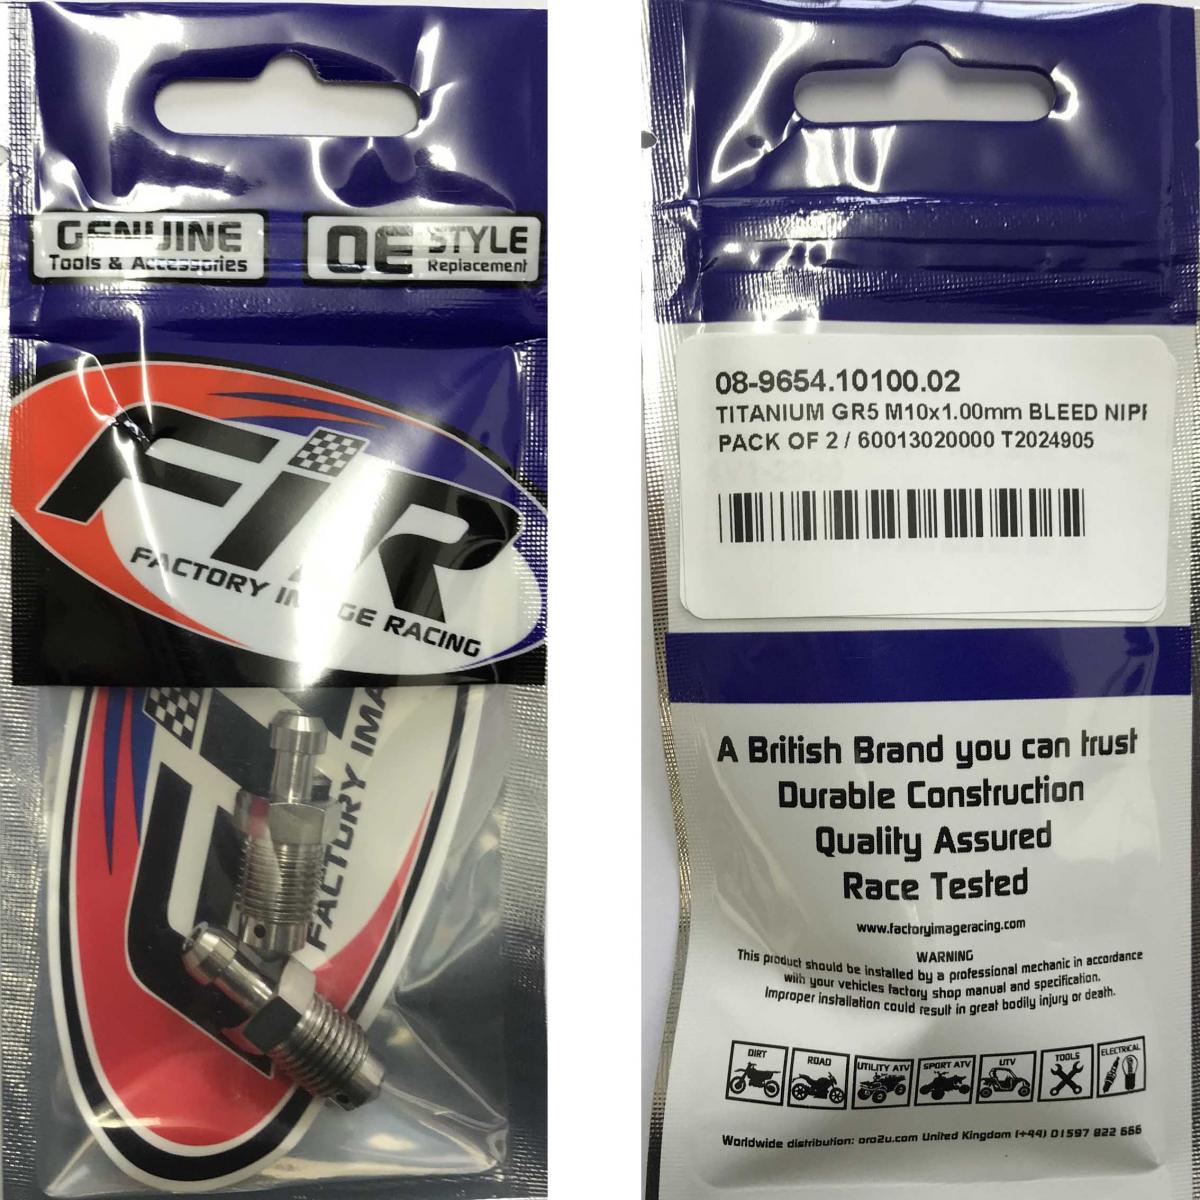 GENUINE
Tools & Accessories
OE STYLE
Replacement
FIR
FACTORY IMAGE RACING
FACTORY IMA
08-9654.10100.02
TITANIUM GR5 M10x1.00mm BLEED NIPP
PACK OF 2 / 60013020000 T2024905
A British Brand you can trust
Durable Construction
Quality Assured
Race Tested
www.factoryimageracing.com
WARNING
This product should be installed by a professional mechanic in accordance
with your vehicles factory shop manual and specification.
Improper installation could result in great bodily injury or death.
DIRT
ROAD
UTILITY ATV
SPORT ATV
UTV
TOOLS
ELECTRICAL
Worldwide distribution: oro2u.com United Kingdom (+44) 01597 822 666